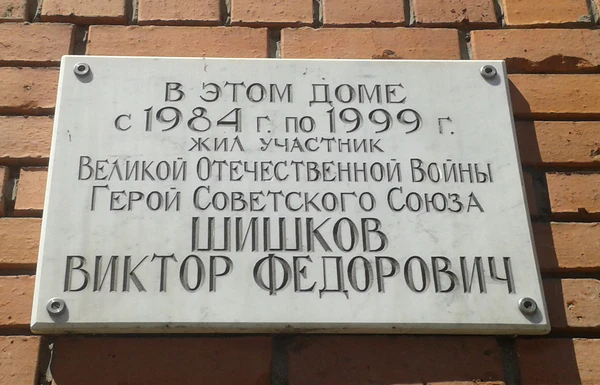 В ЭТОМ ДОМЕ
с 1984 г. по 1999 г.
ЖИЛ УЧАСТНИК
ВЕЛИКОЙ ОТЕЧЕСТВЕННОЙ ВОЙНЫ
ГЕРОЙ СОВЕТСКОГО СОЮЗА
ШИШКОВ
ВИКТОР ФЕДОРОВИЧ